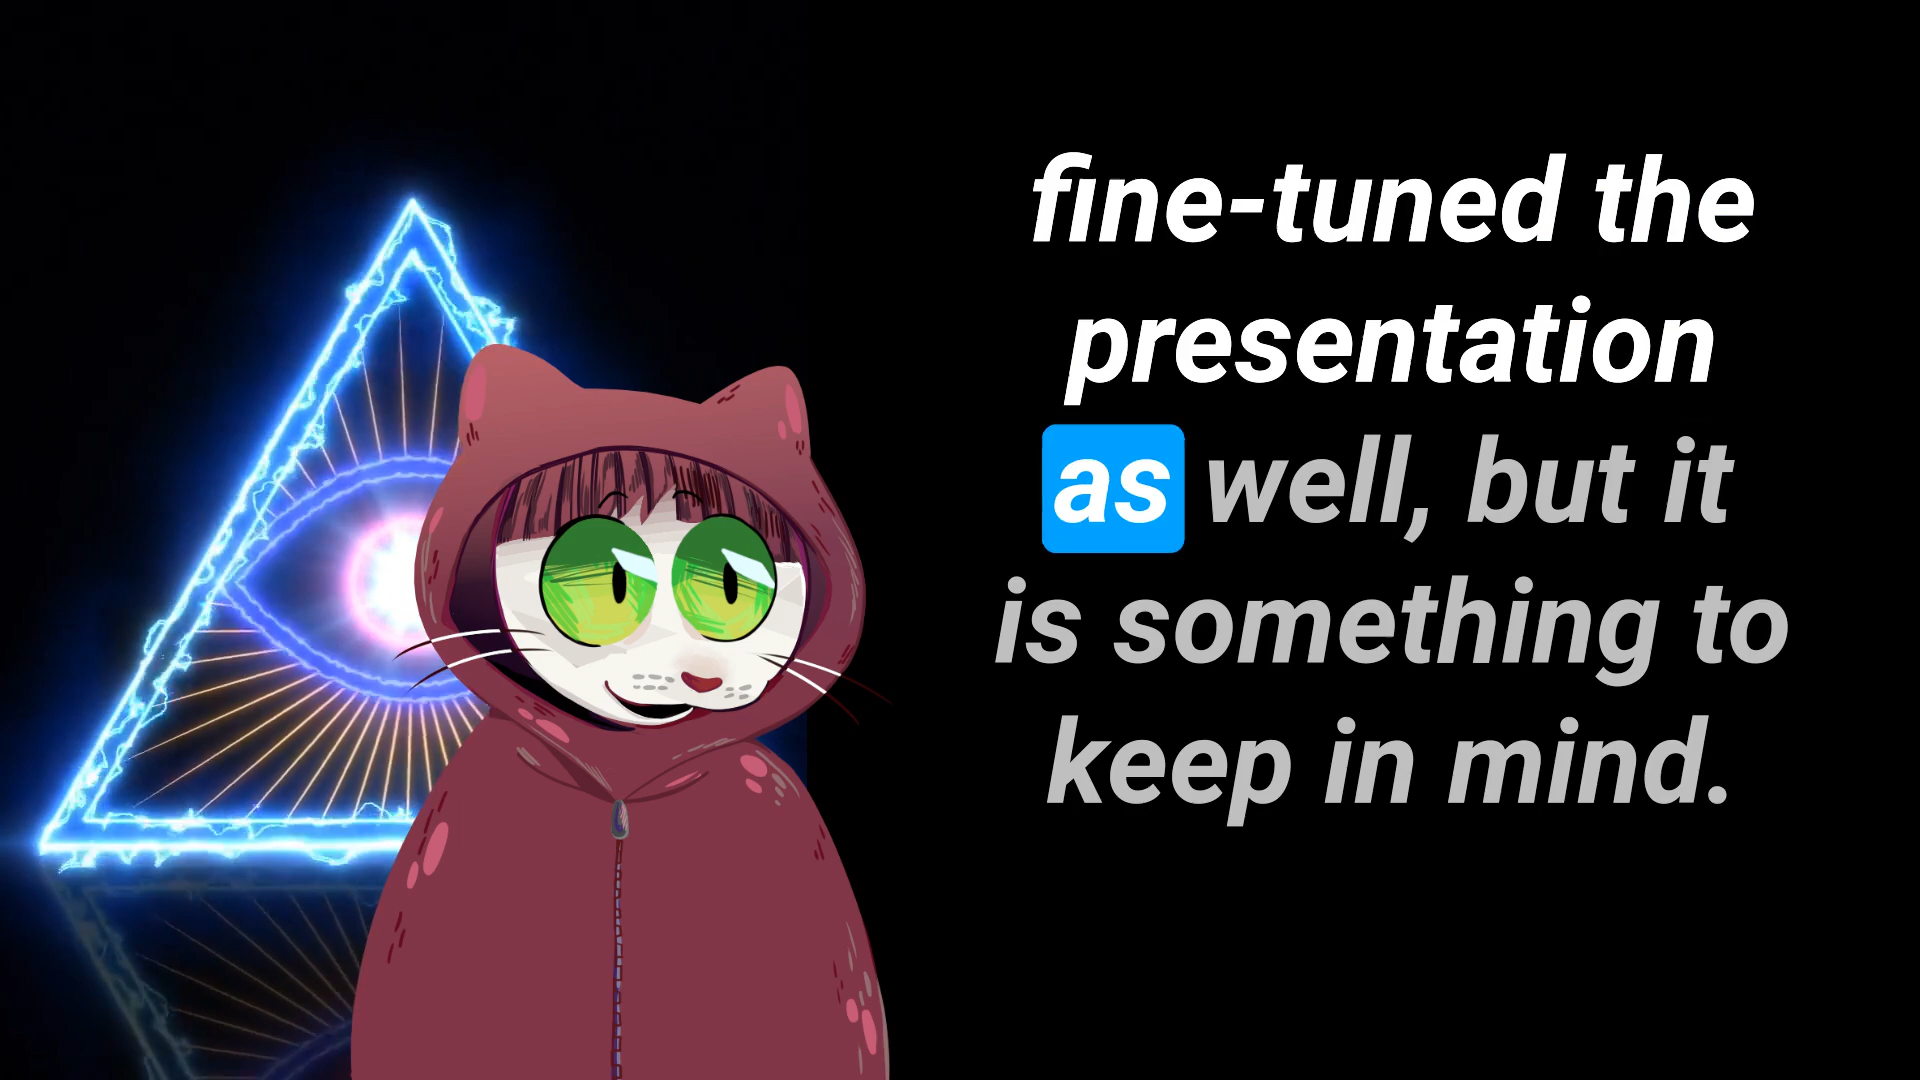 fine-tuned the
presentation
as well, but it
is something to
keep in mind.